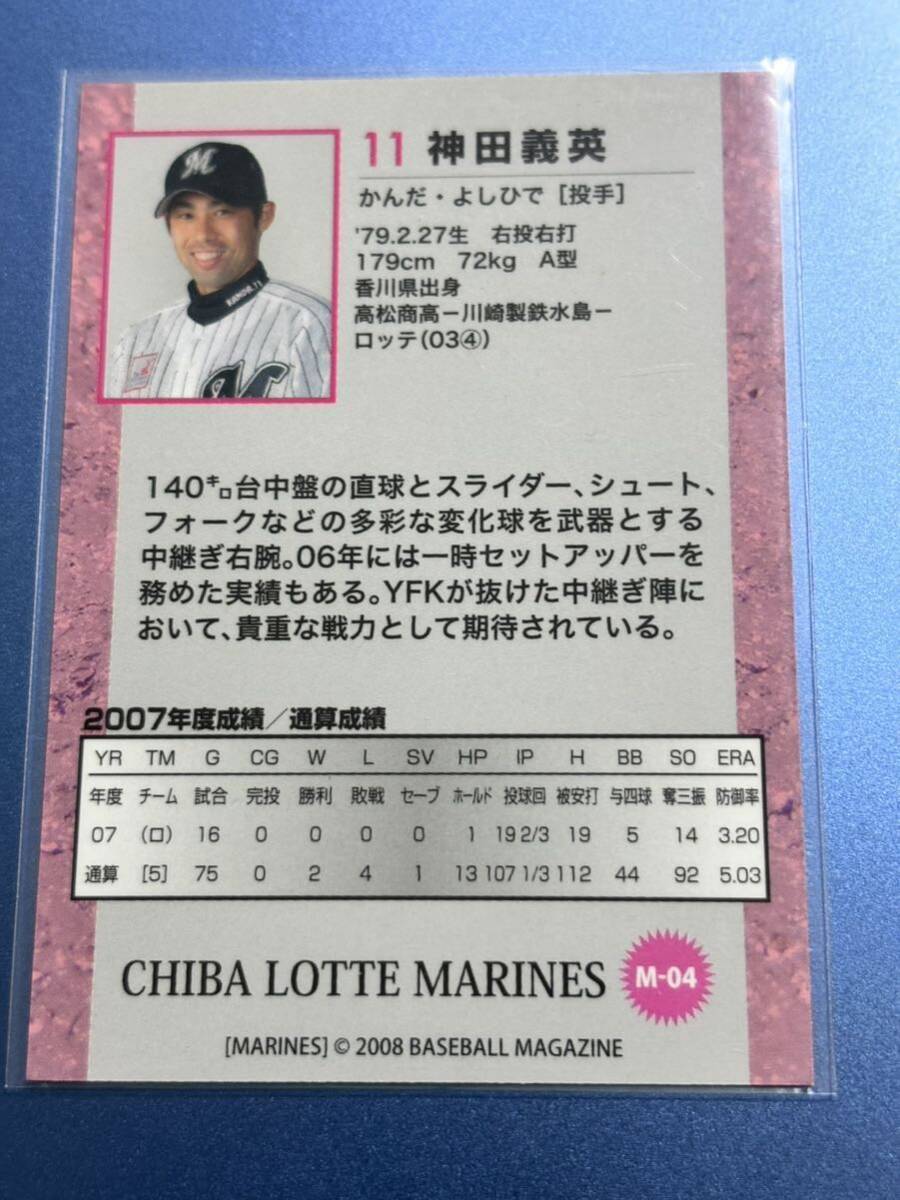 11 神田義英
かんだ・よしひで［投手］
'79.2.27生　右投右打
179cm　72kg　A型
香川県出身
高松商高－川崎製鉄水島－
ロッテ(03④)
M
KANDA 11
M
140㌔台中盤の直球とスライダー、シュート、
フォークなどの多彩な変化球を武器とする
中継ぎ右腕。06年には一時セットアッパーを
務めた実績もある。YFKが抜けた中継ぎ陣に
おいて、貴重な戦力として期待されている。
2007年度成績／通算成績
YR TM G CG W L SV HP IP H BB SO ERA
年度 チーム 試合 完投 勝利 敗戦 セーブ ホールド 投球回 被安打 与四球 奪三振 防御率
07 (ロ) 16 0 0 0 0 1 19 2/3 19 5 14 3.20
通算 [5] 75 0 2 4 1 13 107 1/3 112 44 92 5.03
CHIBA LOTTE MARINES M-04
[MARINES] © 2008 BASEBALL MAGAZINE